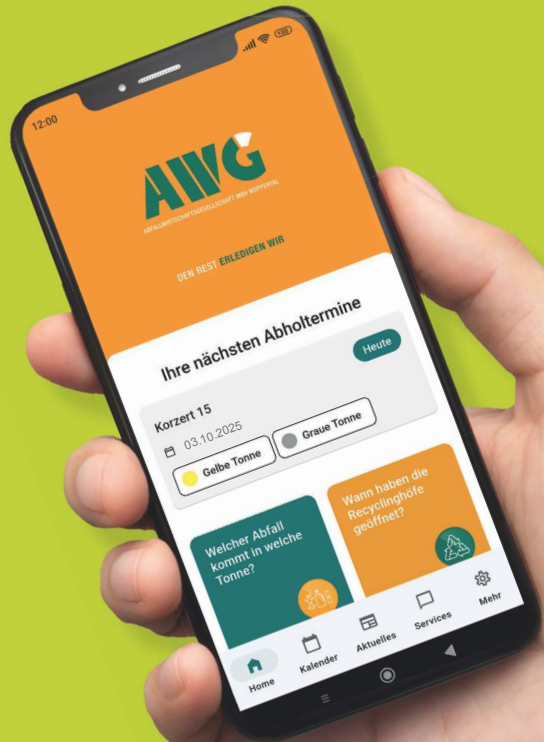 12:00
100
AWG
ABFALLWIRTSCHAFTSGESELLSCHAFT MBH WUPPERTAL
DEN REST ERLEDIGEN WIR
Ihre nächsten Abholtermine
Korzert 15
Heute
03.10.2025
Gelbe Tonne
Graue Tonne
Welcher Abfall
kommt in welche
Tonne?
Wann haben die
Recyclinghöfe
geöffnet?
Home
Kalender
Aktuelles
Services
Mehr